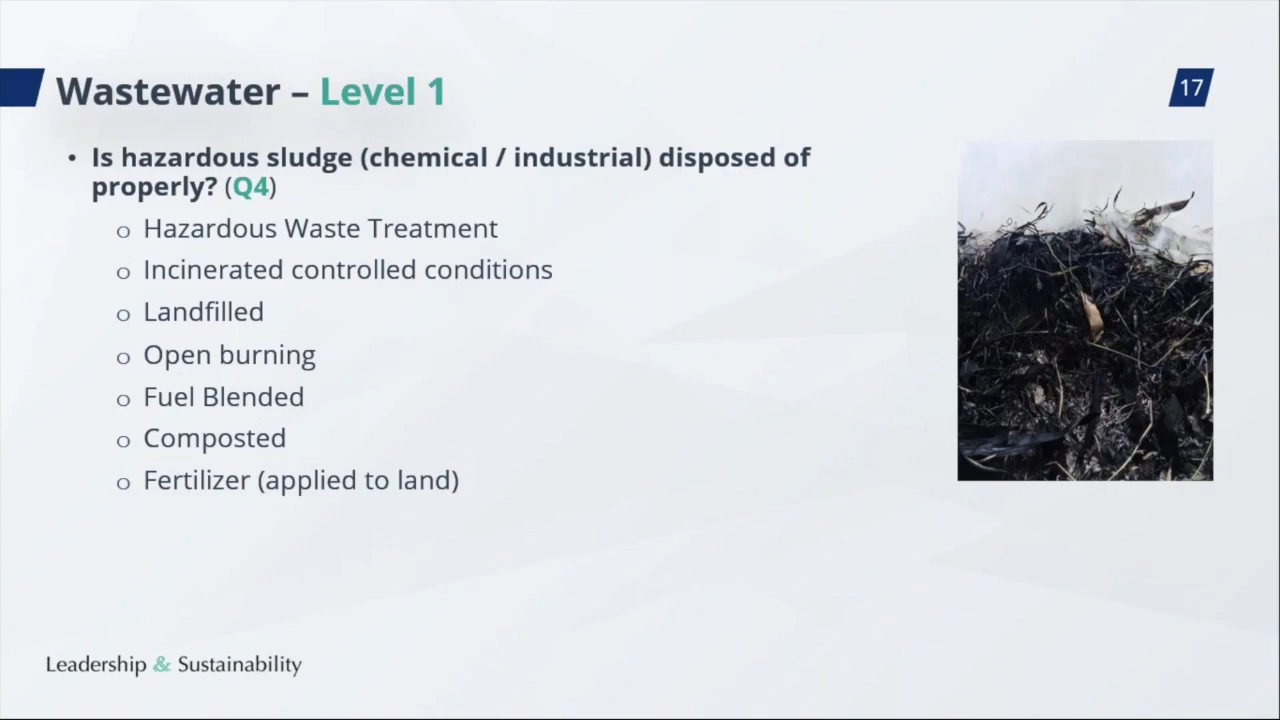 Wastewater – Level 1
17
• Is hazardous sludge (chemical / industrial) disposed of
properly? (Q4)
o Hazardous Waste Treatment
o Incinerated controlled conditions
o Landfilled
o Open burning
o Fuel Blended
o Composted
o Fertilizer (applied to land)
Leadership & Sustainability